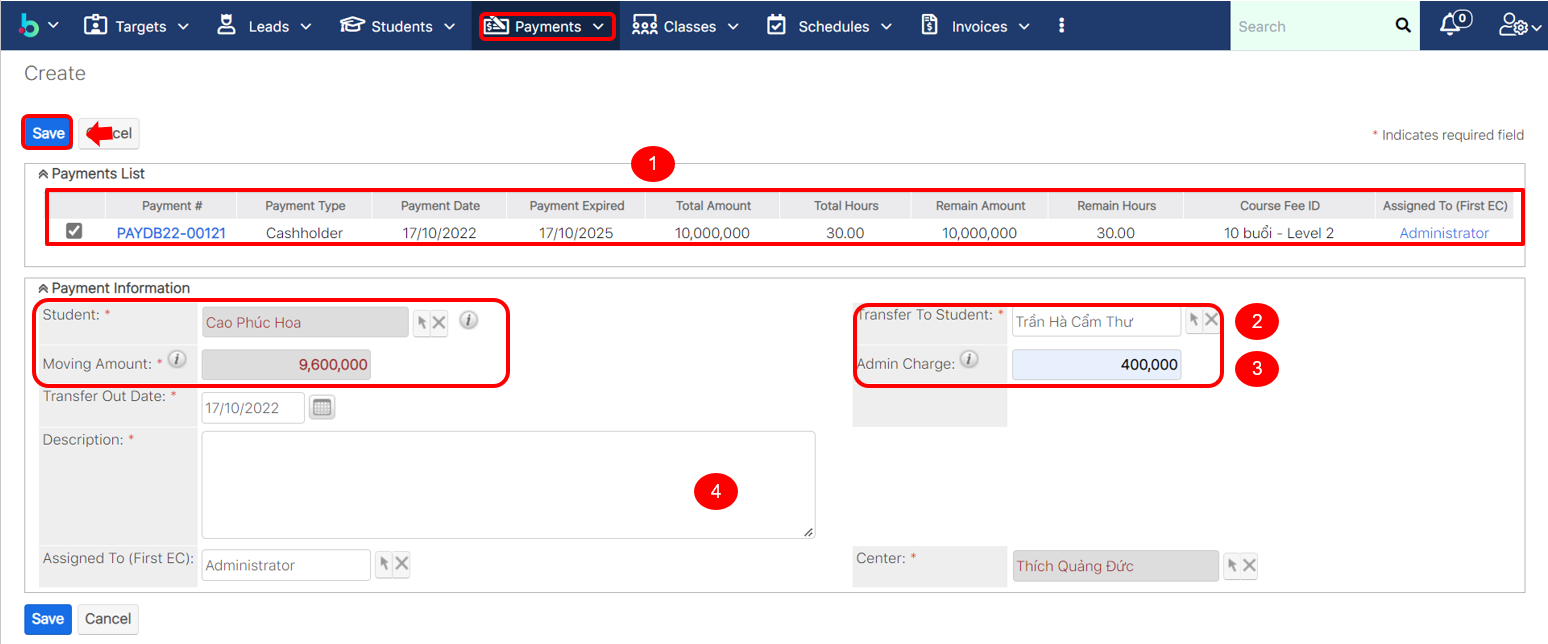 Targets Leads Students Payments Classes Schedules Invoices Search 0
Create
Save cel
* Indicates required field
1
Payments List
Payment # Payment Type Payment Date Payment Expired Total Amount Total Hours Remain Amount Remain Hours Course Fee ID Assigned To (First EC)
PAYDB22-00121 Cashholder 17/10/2022 17/10/2025 10,000,000 30.00 10,000,000 30.00 10 buổi - Level 2 Administrator
Payment Information
Student: * Cao Phúc Hoa Transfer To Student: * Trần Hà Cẩm Thư 2
Moving Amount: * 9,600,000 Admin Charge: 400,000 3
Transfer Out Date: * 17/10/2022
Description: *
4
Assigned To (First EC): Administrator Center: * Thích Quảng Đức
Save Cancel